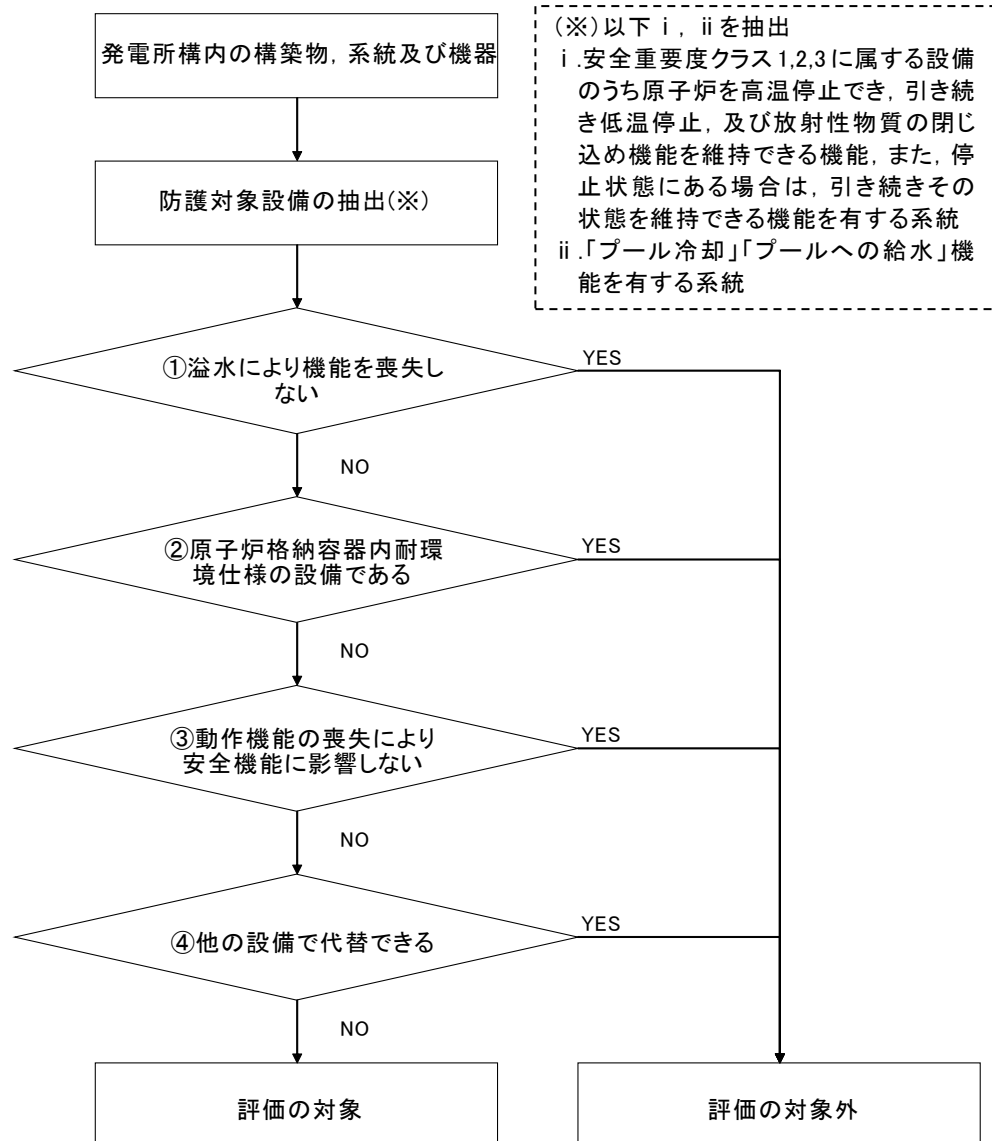 発電所構内の構築物, 系統及び機器
(※)以下ⅰ, ⅱを抽出
ⅰ.安全重要度クラス1,2,3に属する設備
のうち原子炉を高温停止でき, 引き続
き低温停止, 及び放射性物質の閉じ
込め機能を維持できる機能, また, 停
止状態にある場合は, 引き続きその
状態を維持できる機能を有する系統
ⅱ.「プール冷却」「プールへの給水」機
能を有する系統
防護対象設備の抽出(※)
①溢水により機能を喪失し
ない
YES
NO
②原子炉格納容器内耐環
境仕様の設備である
YES
NO
③動作機能の喪失により
安全機能に影響しない
YES
NO
④他の設備で代替できる
YES
NO
評価の対象
評価の対象外